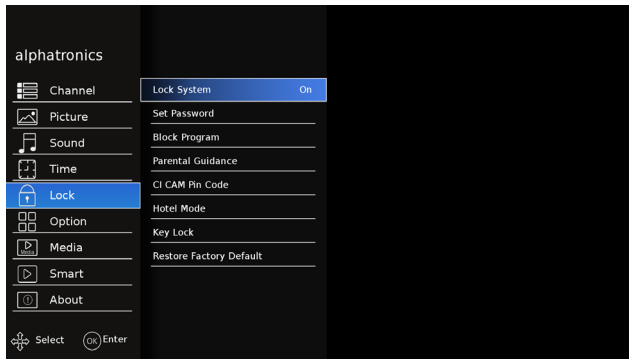 alphatronics
Channel
Picture
Sound
Time
Lock
Option
Media
Media
Smart
About
Select OK Enter
Lock System On
Set Password
Block Program
Parental Guidance
CI CAM Pin Code
Hotel Mode
Key Lock
Restore Factory Default